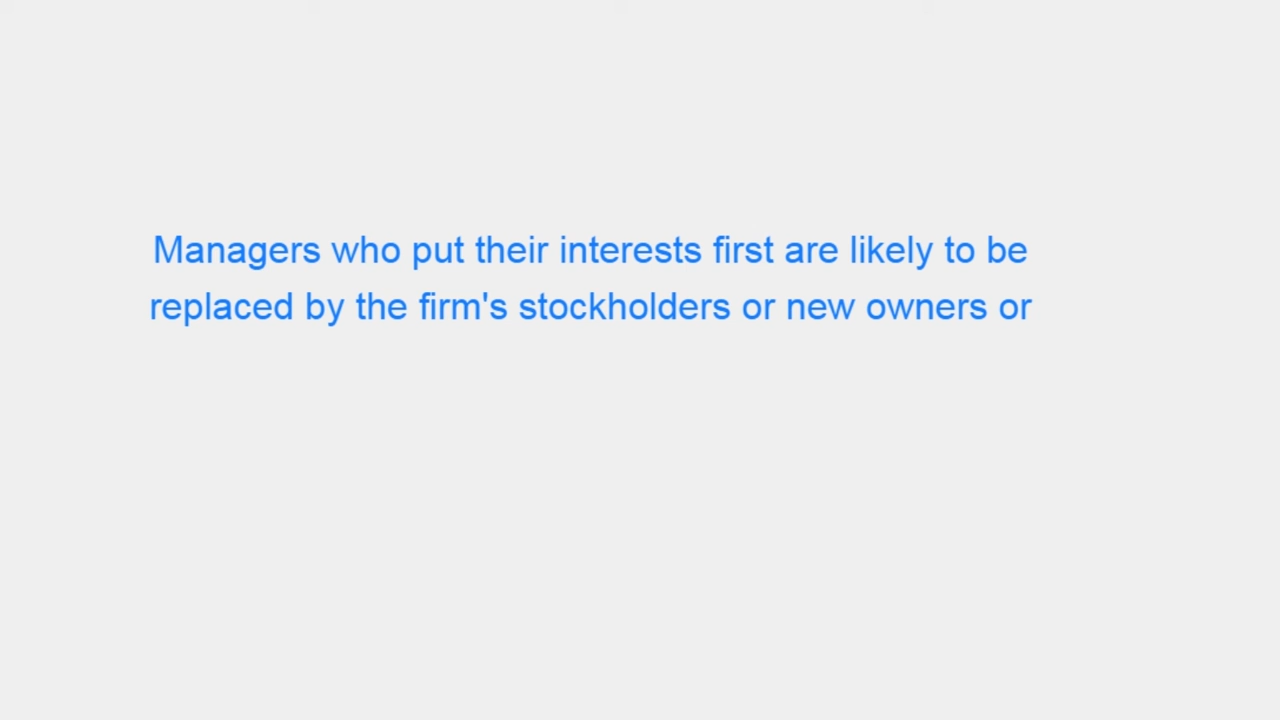 Managers who put their interests first are likely to be
replaced by the firm's stockholders or new owners or